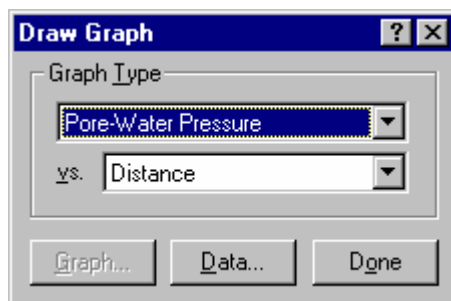 Draw Graph ? X
Graph Type
Pore-Water Pressure
vs. Distance
Graph... Data... Done